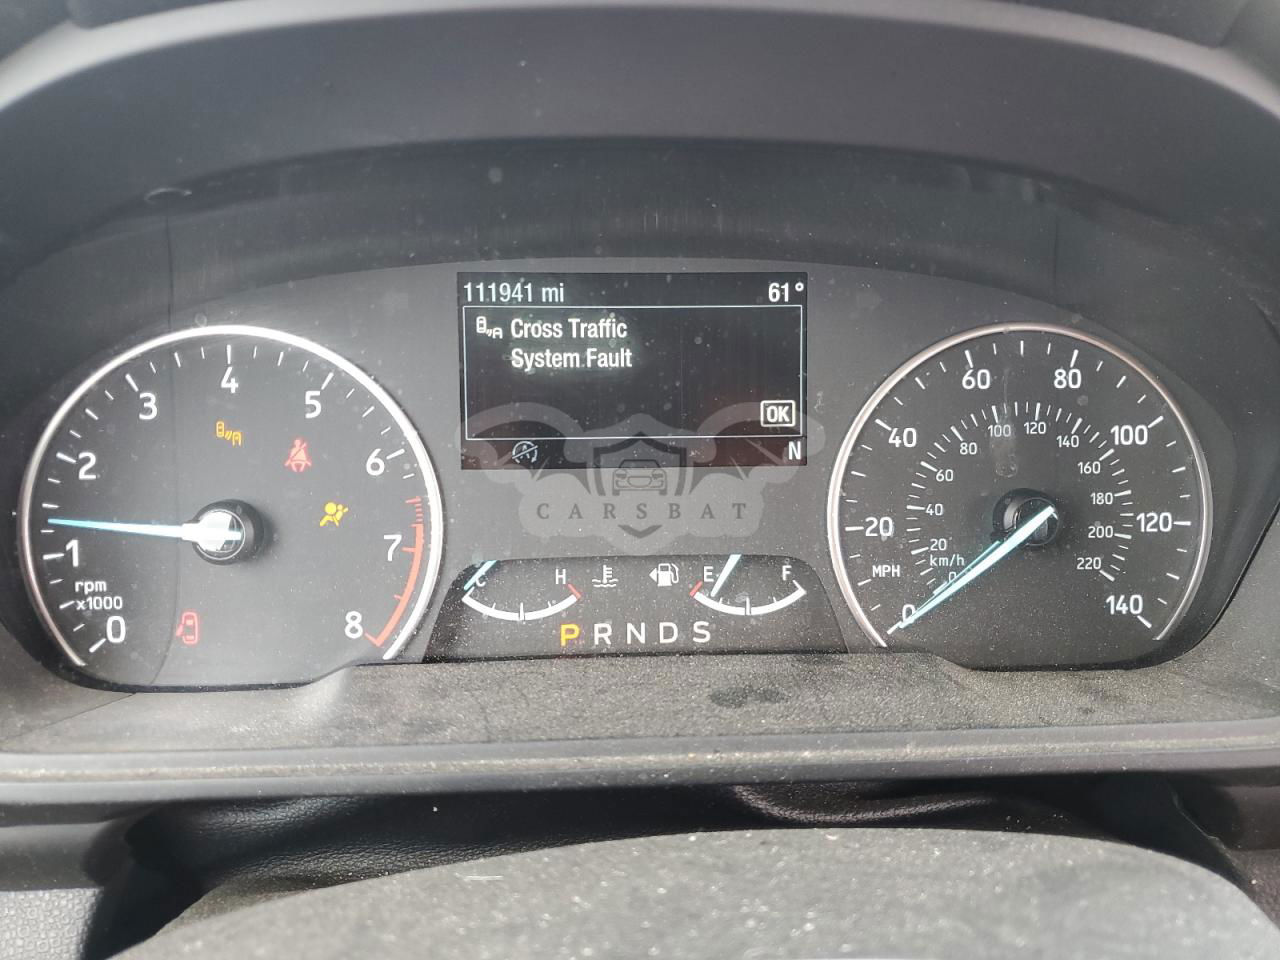 111941 mi 61°
Cross Traffic
System Fault
OK
N
CARSBAT
0 1 2 3 4 5 6 7 8
rpm
x1000
C H
E F
P R N D S
0 20 40 60 80 100 120 140
MPH
0 20 40 60 80 100 120 140 160 180 200 220
km/h